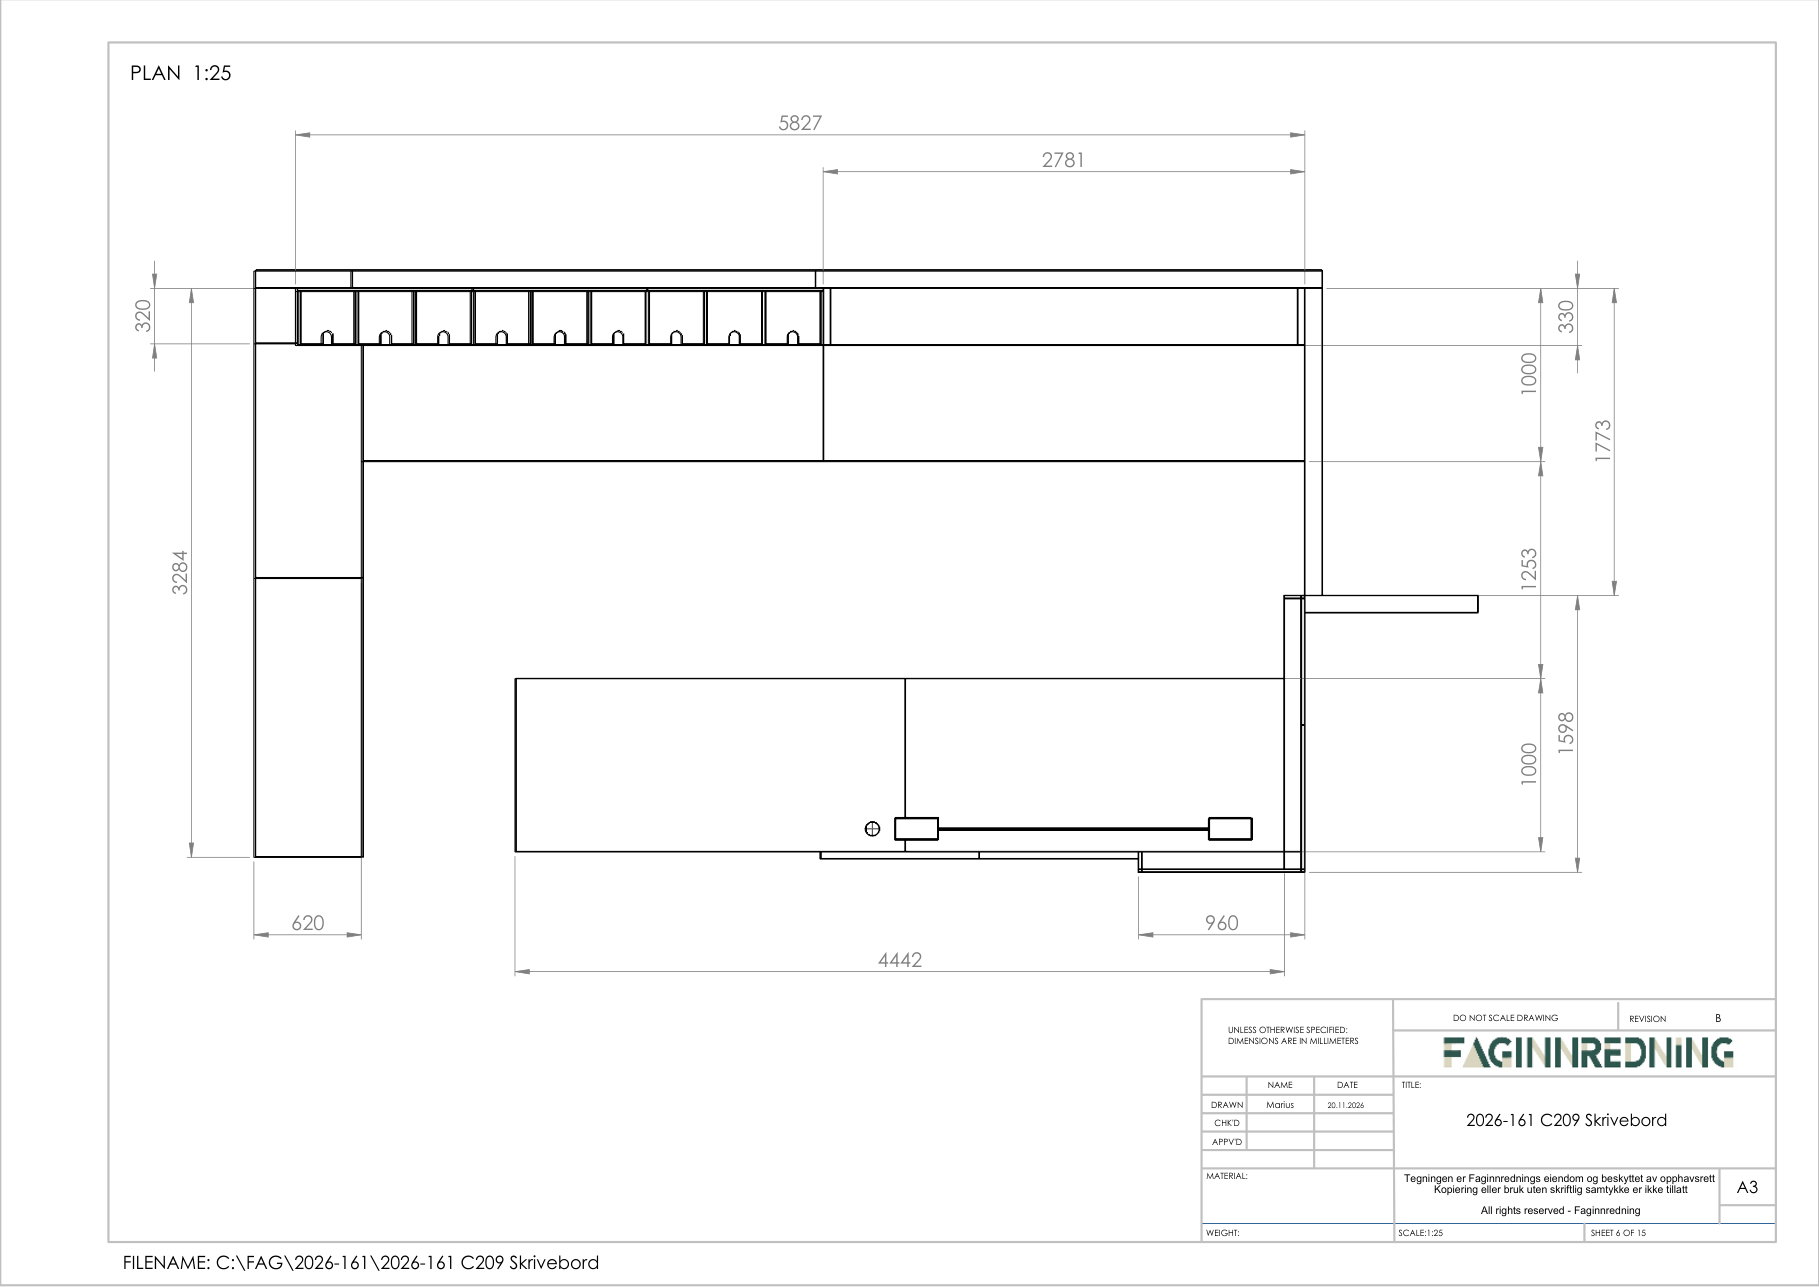 PLAN 1:25
5827
2781
320
3284
330
1000
1773
1253
1598
1000
620
960
4442
UNLESS OTHERWISE SPECIFIED:
DIMENSIONS ARE IN MILLIMETERS
DO NOT SCALE DRAWING
REVISION B
FAGINNREDNiNG
NAME DATE
DRAWN Marius 20.11.2026
CHK'D
APPV'D
TITLE:
2026-161 C209 Skrivebord
MATERIAL:
Tegningen er Faginnrednings eiendom og beskyttet av opphavsrett
Kopiering eller bruk uten skriftlig samtykke er ikke tillatt
All rights reserved - Faginnredning
A3
WEIGHT:
SCALE:1:25
SHEET 6 OF 15
FILENAME: C:\FAG\2026-161\2026-161 C209 Skrivebord